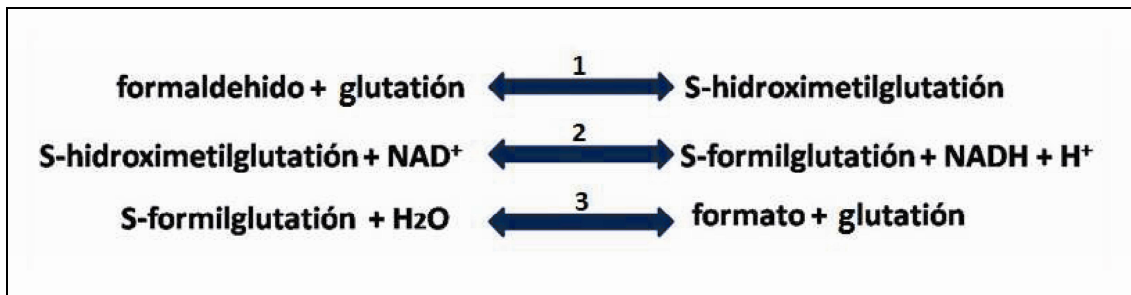 1
formaldehido + glutatión S-hidroximetilglutatión
2
S-hidroximetilglutatión + NAD⁺ S-formilglutatión + NADH + H⁺
3
S-formilglutatión + H2O formato + glutatión